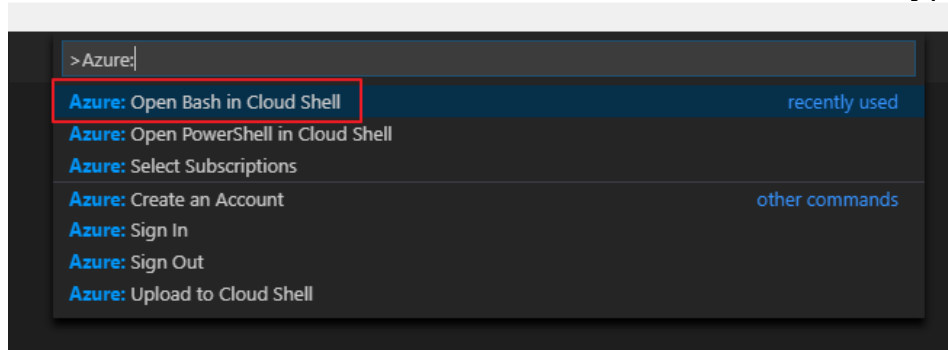 >Azure:
Azure: Open Bash in Cloud Shell recently used
Azure: Open PowerShell in Cloud Shell
Azure: Select Subscriptions
Azure: Create an Account other commands
Azure: Sign In
Azure: Sign Out
Azure: Upload to Cloud Shell